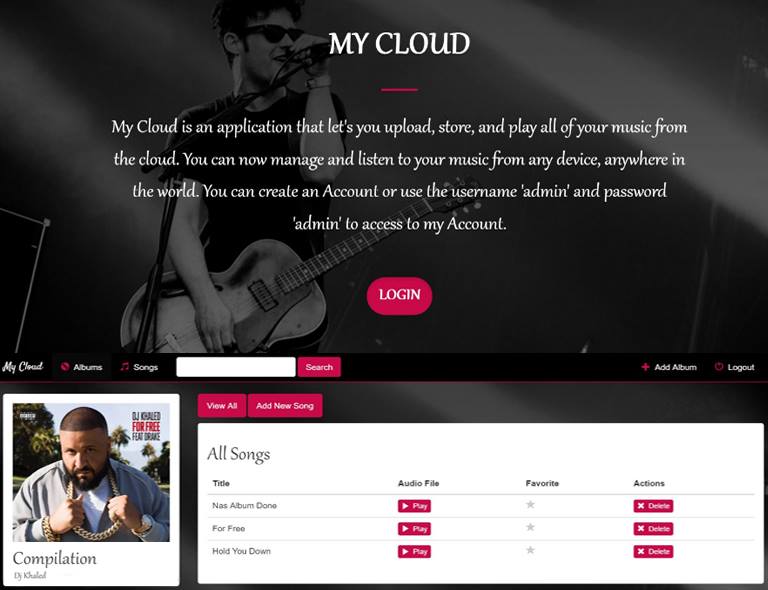 MY CLOUD
My Cloud is an application that let's you upload, store, and play all of your music from
the cloud. You can now manage and listen to your music from any device, anywhere in
the world. You can create an Account or use the username 'admin' and password
'admin' to access to my Account.
LOGIN
My Cloud Albums Songs Search Add Album Logout
DJ KHALED
FOR FREE
FEAT DRAKE
Compilation
Dj Khaled
View All Add New Song
All Songs
Title Audio File Favorite Actions
Nas Album Done Play Delete
For Free Play Delete
Hold You Down Play Delete